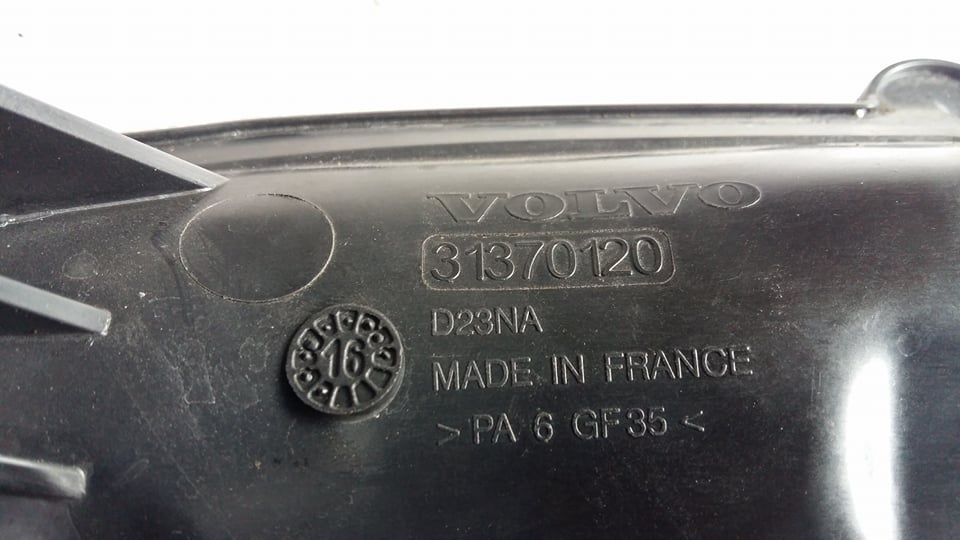 VOLVO
31370120
D23NA
MADE IN FRANCE
>PA 6 GF35<
16